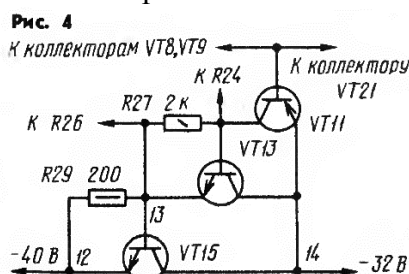 Рис. 4
К коллекторам VT8,VT9
К коллектору
VT21
К R24
R27 2к
VT11
К R26
VT13
R29 200
13
-40 В 12
VT15
14
-32 В